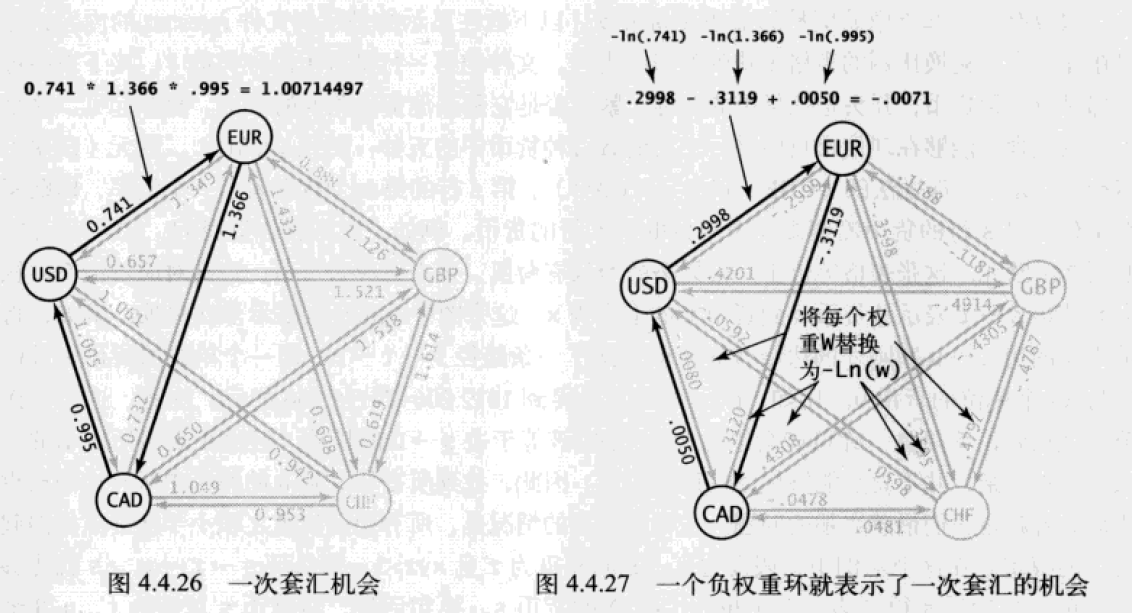 0.741 * 1.366 * .995 = 1.00714497
EUR
0.741
1.349
1.366
1.433
0.888
1.126
USD
0.657
1.521
GBP
1.061
1.005
1.538
1.614
0.995
0.732
0.650
0.698
0.619
0.942
CAD
1.049
0.953
CHF
图 4.4.26 一次套汇机会
-ln(.741) -ln(1.366) -ln(.995)
.2998 - .3119 + .0050 = -.0071
EUR
.2998
-.2999
-.3119
.1188
-.1187
USD
.4201
-.4914
GBP
-.0592
.0080
-.4305
-.4787
将每个权
重W替换
为-Ln(w)
.0050
.3120
.4308
.0598
CAD
-.0478
.0481
CHF
图 4.4.27 一个负权重环就表示了一次套汇的机会